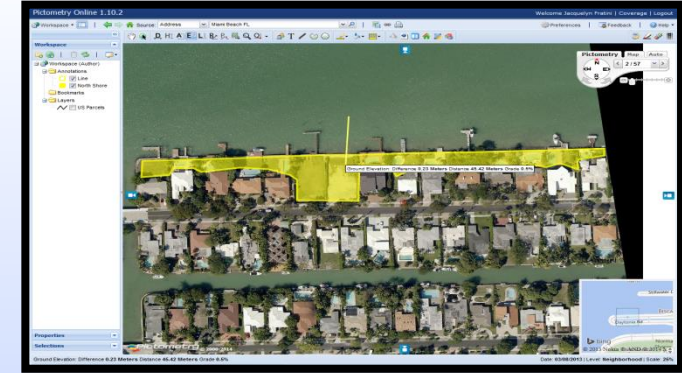 Pictometry Online 1.10.2
Welcome Jacquelyn Fralini | Coverage | Logout
Workspace
Source: Address
Miami Beach FL
Preferences | Feedback | Help
Workspace
Workspace (Author)
Annotations
Line
North Shore
Bookmarks
Layers
US Parcels
Pictometry Map Auto
2 / 57
N
Ground Elevation: Difference 0.23 Meters Distance 45.42 Meters Grade 0.5%
bing
Properties
Selections
Ground Elevation: Difference 0.23 Meters Distance 45.42 Meters Grade 0.5%
Date: 03/08/2013 | Level: Neighborhood | Scale: 26%